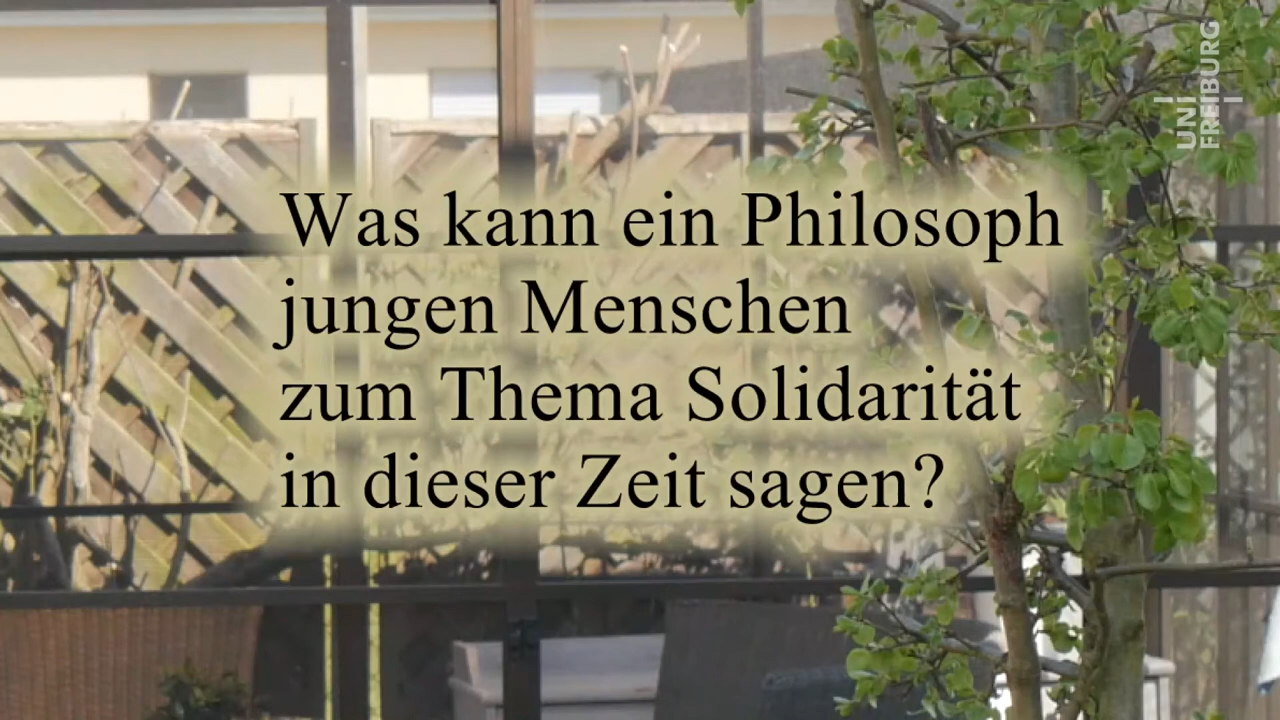 Was kann ein Philosoph
jungen Menschen
zum Thema Solidarität
in dieser Zeit sagen?
UNI
FREIBURG